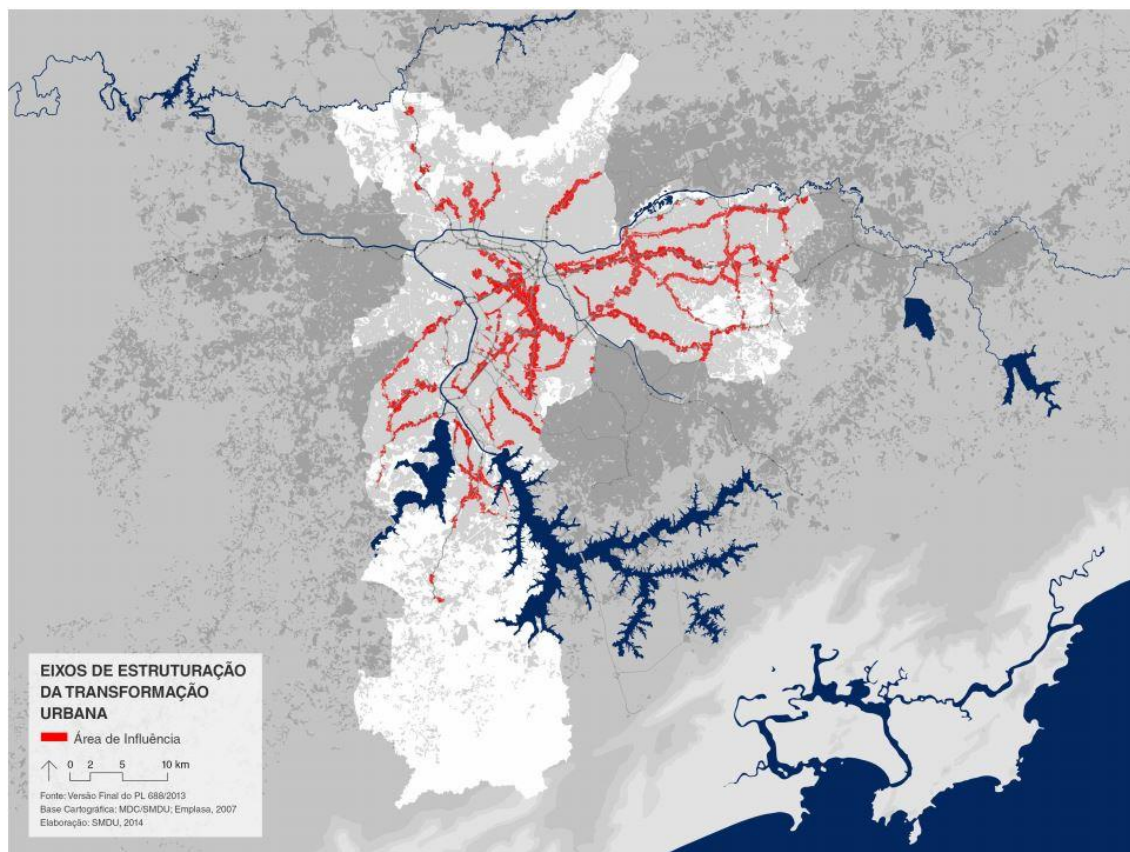 EIXOS DE ESTRUTURAÇÃO
DA TRANSFORMAÇÃO
URBANA
Área de Influência
0 2 5 10 km
Fonte: Versão Final do PL 688/2013
Base Cartográfica: MDC/SMDU; Emplasa, 2007
Elaboração: SMDU, 2014